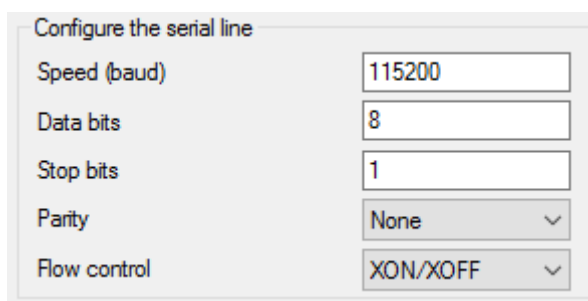 Configure the serial line
Speed (baud) 115200
Data bits 8
Stop bits 1
Parity None
Flow control XON/XOFF